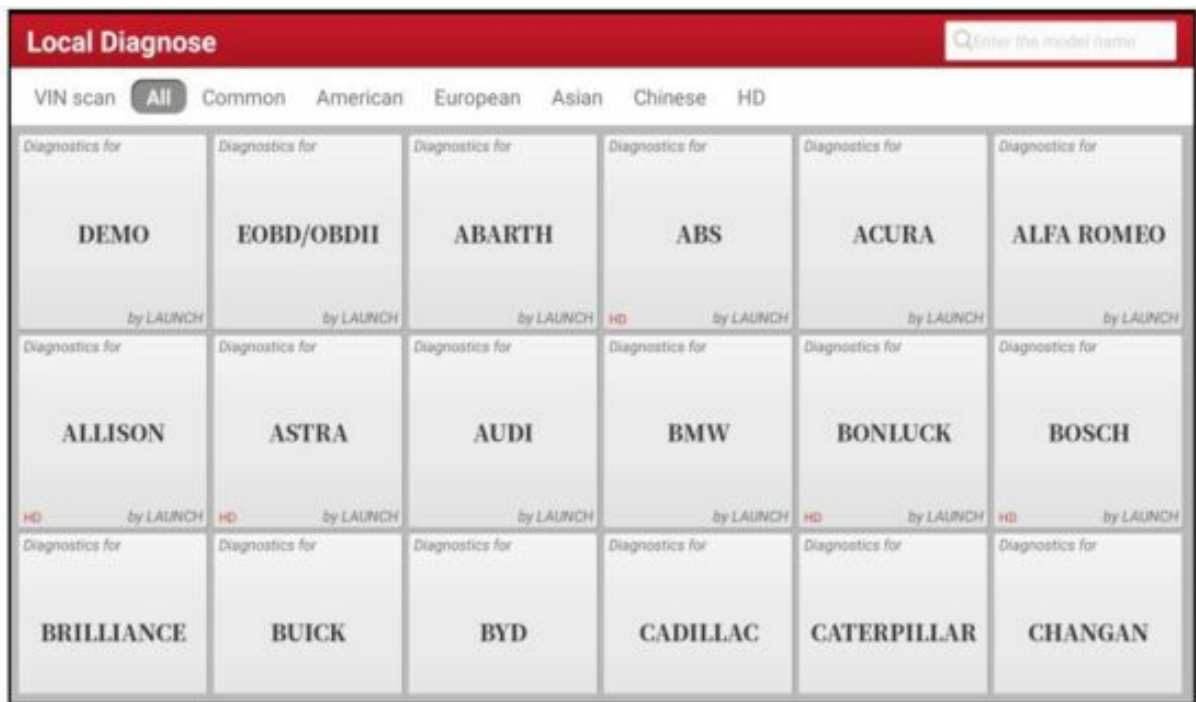 Local Diagnose
Enter the model name
VIN scan All Common American European Asian Chinese HD
Diagnostics for Diagnostics for Diagnostics for Diagnostics for Diagnostics for Diagnostics for
DEMO EOBD/OBDII ABARTH ABS ACURA ALFA ROMEO
by LAUNCH by LAUNCH by LAUNCH HD by LAUNCH by LAUNCH by LAUNCH
Diagnostics for Diagnostics for Diagnostics for Diagnostics for Diagnostics for Diagnostics for
ALLISON ASTRA AUDI BMW BONLUCK BOSCH
HD by LAUNCH HD by LAUNCH by LAUNCH by LAUNCH HD by LAUNCH HD by LAUNCH
Diagnostics for Diagnostics for Diagnostics for Diagnostics for Diagnostics for Diagnostics for
BRILLIANCE BUICK BYD CADILLAC CATERPILLAR CHANGAN